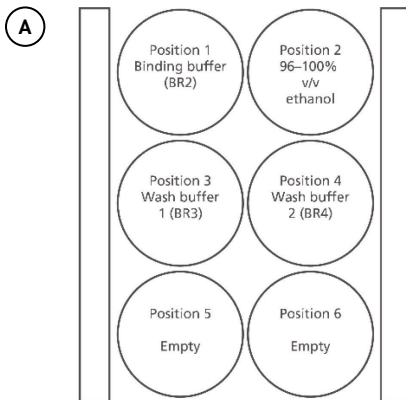 A
Position 1
Binding buffer
(BR2)
Position 2
96–100%
v/v
ethanol
Position 3
Wash buffer
1 (BR3)
Position 4
Wash buffer
2 (BR4)
Position 5
Empty
Position 6
Empty